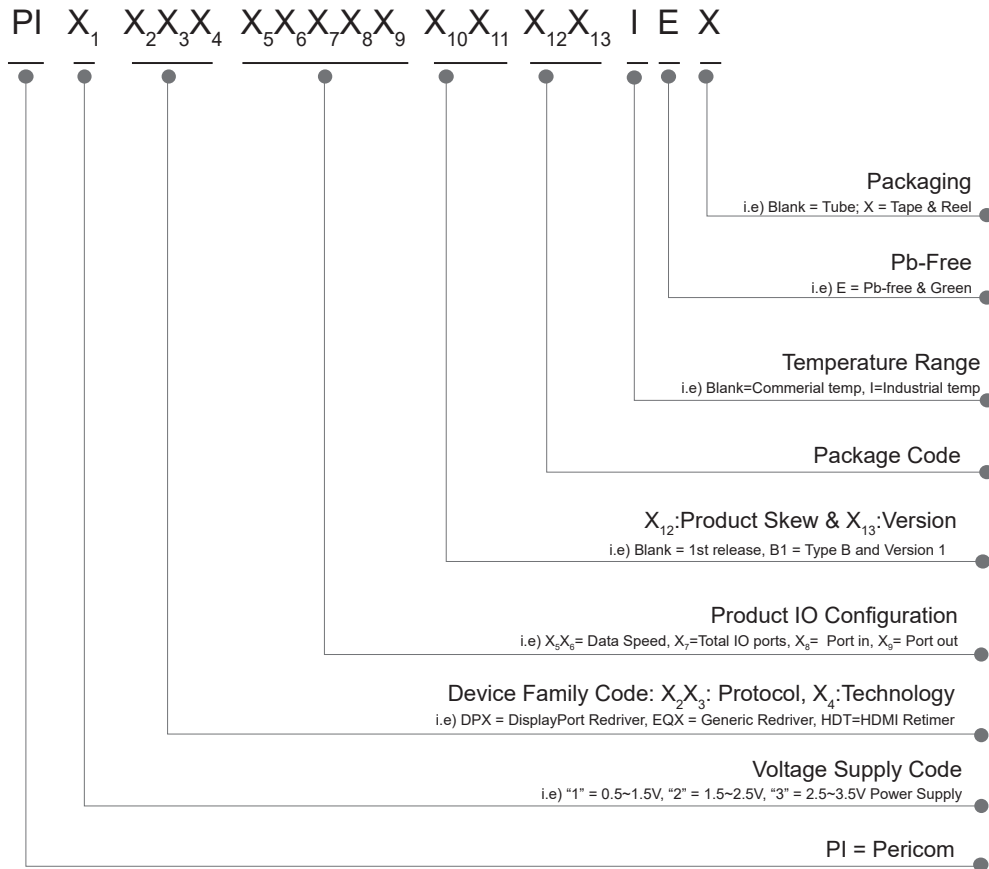 PI X₁ X₂X₃X₄ X₅X₆X₇X₈X₉ X₁₀X₁₁ X₁₂X₁₃ I E X
Packaging
i.e) Blank = Tube; X = Tape & Reel
Pb-Free
i.e) E = Pb-free & Green
Temperature Range
i.e) Blank=Commerial temp, I=Industrial temp
Package Code
X₁₂:Product Skew & X₁₃:Version
i.e) Blank = 1st release, B1 = Type B and Version 1
Product IO Configuration
i.e) X₅X₆= Data Speed, X₇=Total IO ports, X₈= Port in, X₉= Port out
Device Family Code: X₂X₃: Protocol, X₄:Technology
i.e) DPX = DisplayPort Redriver, EQX = Generic Redriver, HDT=HDMI Retimer
Voltage Supply Code
i.e) “1” = 0.5~1.5V, “2” = 1.5~2.5V, “3” = 2.5~3.5V Power Supply
PI = Pericom